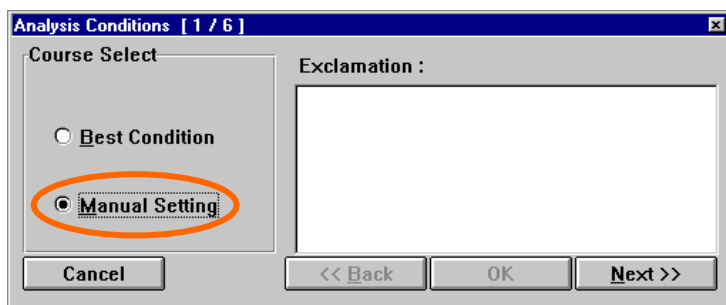 Analysis Conditions [ 1 / 6 ]
Course Select
Exclamation :
Best Condition
Manual Setting
Cancel
<< Back
OK
Next >>